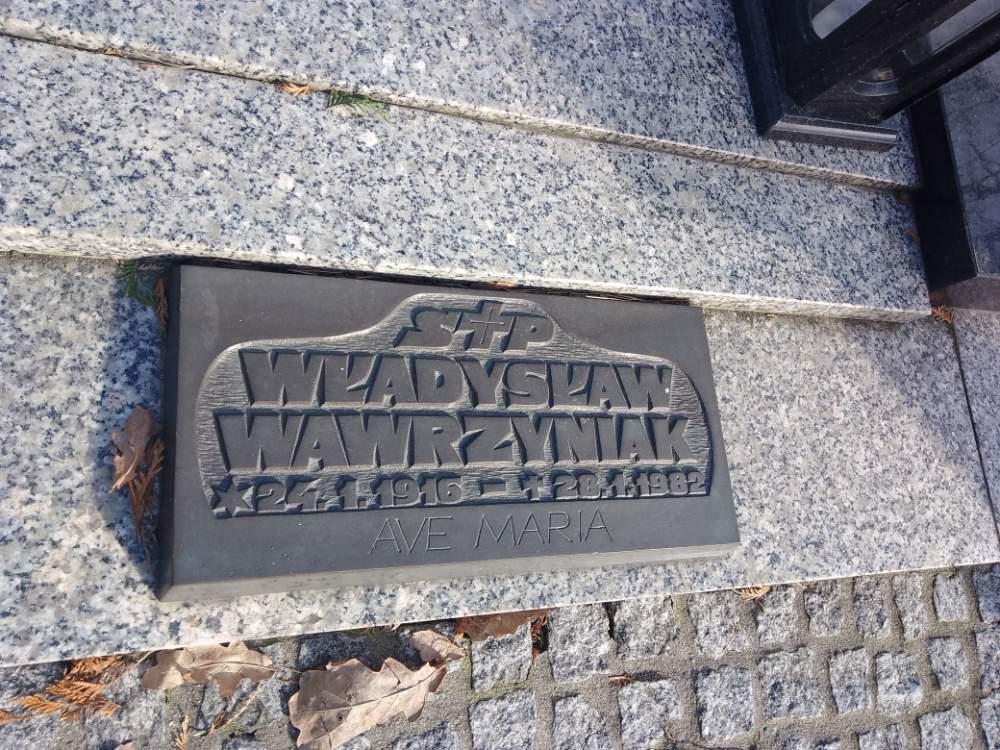 Ś✝P
WŁADYSŁAW
WAWRZYNIAK
★24.1.1916 – ✝28.1.1982
AVE MARIA